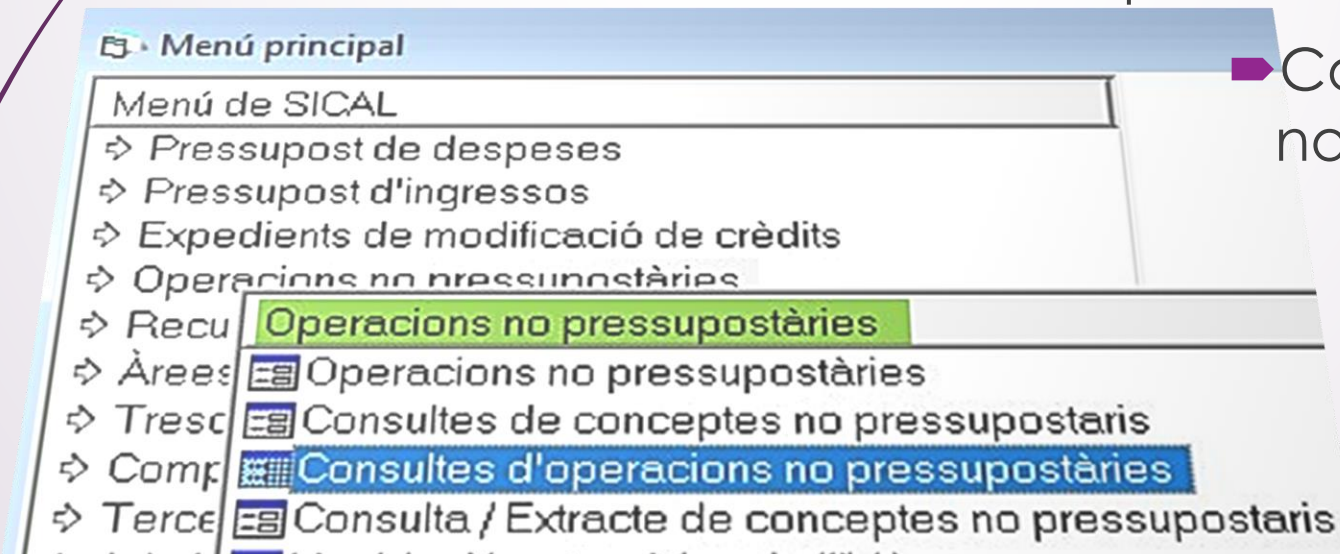 Menú principal
Menú de SICAL
Pressupost de despeses
Pressupost d'ingressos
Expedients de modificació de crèdits
Operacions no pressupostàries
Operacions no pressupostàries
Operacions no pressupostàries
Consultes de conceptes no pressupostaris
Consultes d'operacions no pressupostàries
Consulta / Extracte de conceptes no pressupostaris